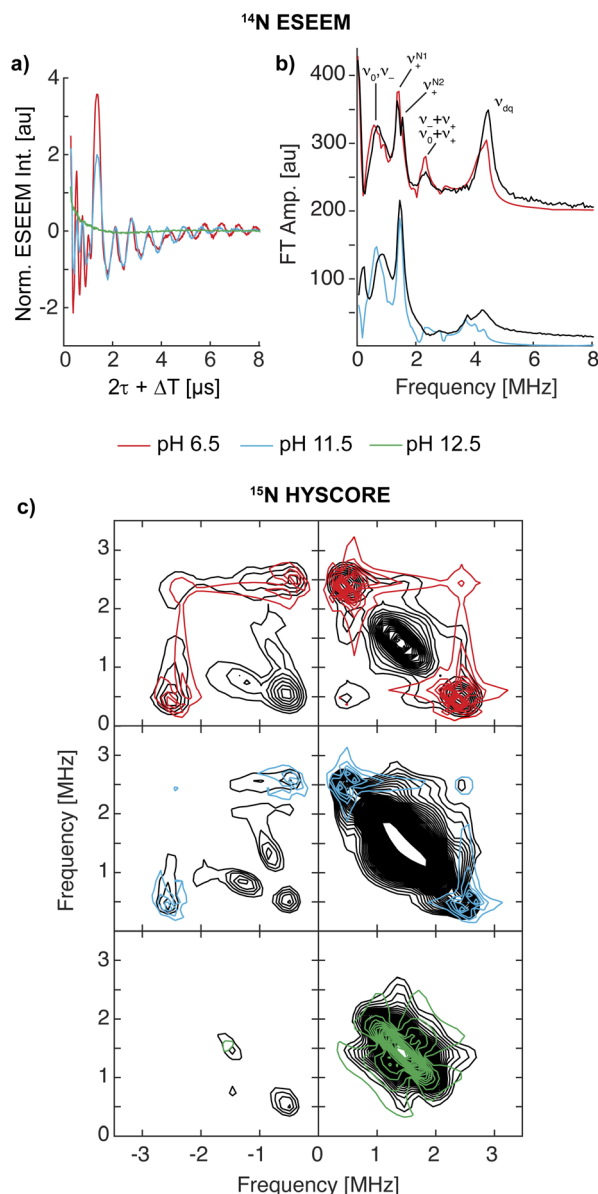 ¹⁴N ESEEM
a)
Norm. ESEEM Int. [au]
4
2
0
-2
0 2 4 6 8
2τ + ΔT [µs]
b)
FT Amp. [au]
400
300
200
100
ν₀,ν₋
ν₊ᴺ¹
ν₊ᴺ²
ν₋+ν₊
ν₀+ν₊
ν_dq
0 2 4 6 8
Frequency [MHz]
pH 6.5 pH 11.5 pH 12.5
¹⁵N HYSCORE
c)
3
2
1
0
3
2
1
0
3
2
1
0
Frequency [MHz]
-3 -2 -1 0 1 2 3
Frequency [MHz]